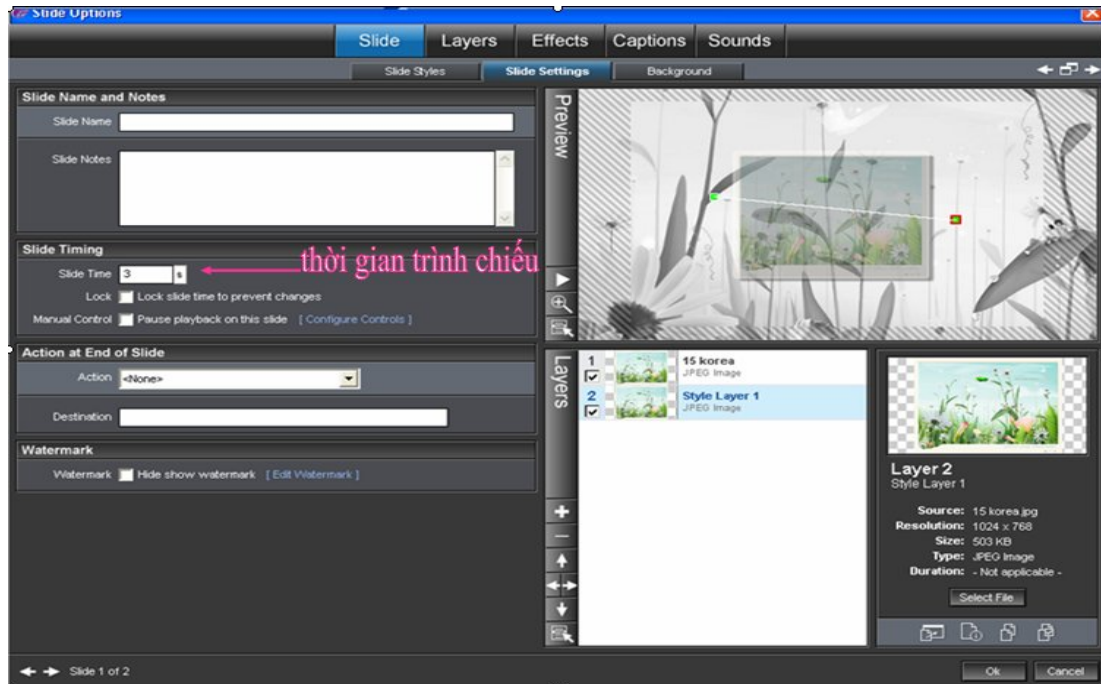 Slide Options
Slide Layers Effects Captions Sounds
Slide Styles Slide Settings Background
Slide Name and Notes
Slide Name
Slide Notes
Slide Timing
Slide Time 3 s
thời gian trình chiếu
Lock Lock slide time to prevent changes
Manual Control Pause playback on this slide [ Configure Controls ]
Action at End of Slide
Action <None>
Destination
Watermark
Watermark Hide show watermark [ Edit Watermark ]
Preview
Layers
1 15 korea
JPEG Image
2 Style Layer 1
JPEG Image
Layer 2
Style Layer 1
Source: 15 korea.jpg
Resolution: 1024 x 768
Size: 503 KB
Type: JPEG Image
Duration: - Not applicable -
Select File
Slide 1 of 2
Ok Cancel